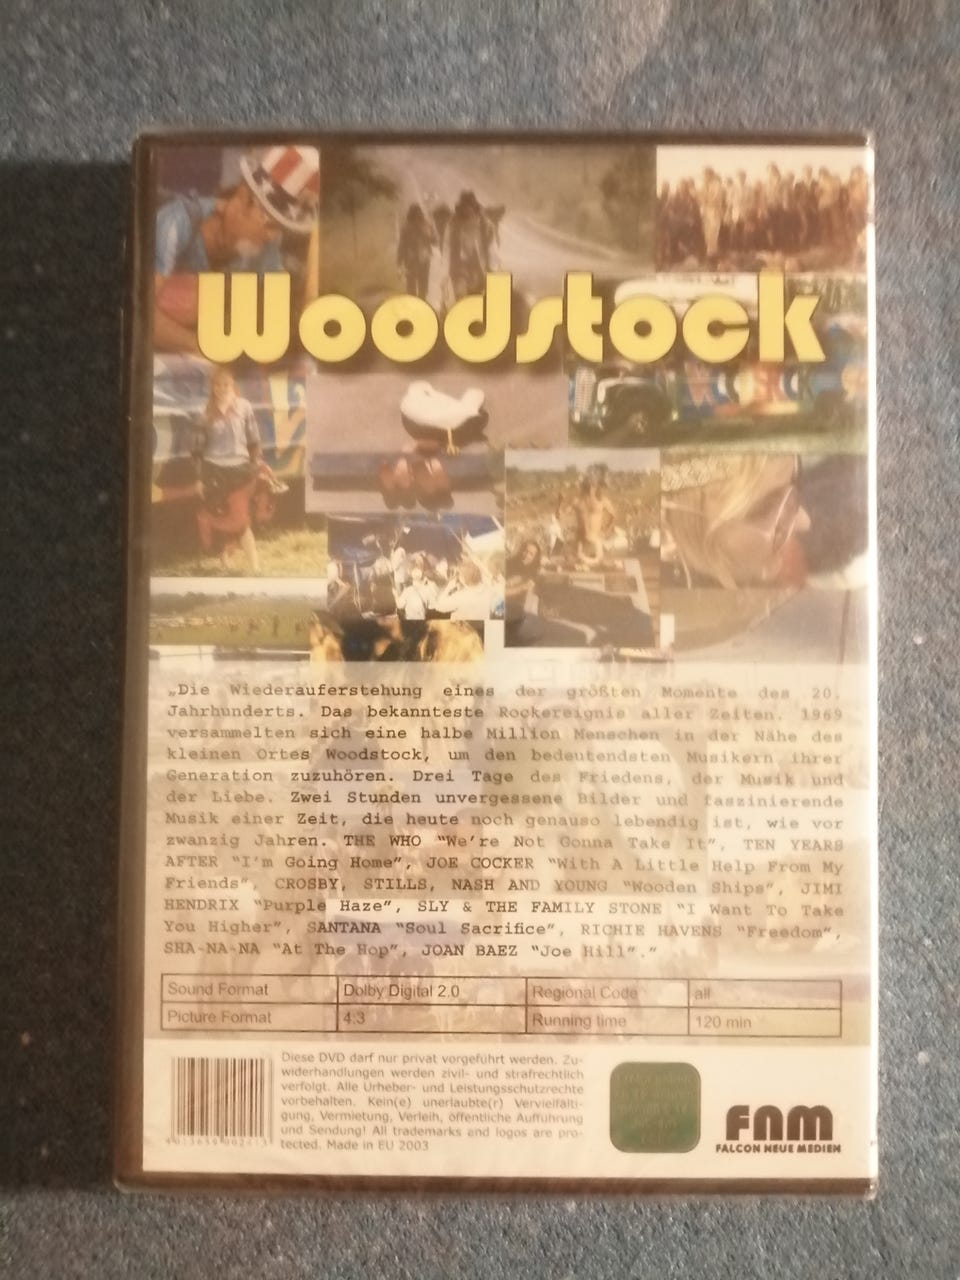 Woodstock
„Die Wiederauferstehung eines der größten Momente des 20.
Jahrhunderts. Das bekannteste Rockereignis aller Zeiten. 1969
versammelten sich eine halbe Million Menschen in der Nähe des
kleinen Ortes Woodstock, um den bedeutendsten Musikern ihrer
Generation zuzuhören. Drei Tage des Friedens, der Musik und
der Liebe. Zwei Stunden unvergessene Bilder und faszinierende
Musik einer Zeit, die heute noch genauso lebendig ist, wie vor
zwanzig Jahren. THE WHO "We're Not Gonna Take It", TEN YEARS
AFTER "I'm Going Home", JOE COCKER "With A Little Help From My
Friends", CROSBY, STILLS, NASH AND YOUNG "Wooden Ships", JIMI
HENDRIX "Purple Haze", SLY & THE FAMILY STONE "I Want To Take
You Higher", SANTANA "Soul Sacrifice", RICHIE HAVENS "Freedom",
SHA-NA-NA "At The Hop", JOAN BAEZ "Joe Hill"."
Sound Format Dolby Digital 2.0 Regional Code all
Picture Format 4:3 Running time 120 min
Diese DVD darf nur privat vorgeführt werden. Zu-
widerhandlungen werden zivil- und strafrechtlich
verfolgt. Alle Urheber- und Leistungsschutzrechte
vorbehalten. Kein(e) unerlaubte(r) Vervielfälti-
gung, Vermietung, Verleih, öffentliche Aufführung
und Sendung! All trademarks and logos are pro-
tected. Made in EU 2003
FNM
FALCON NEUE MEDIEN